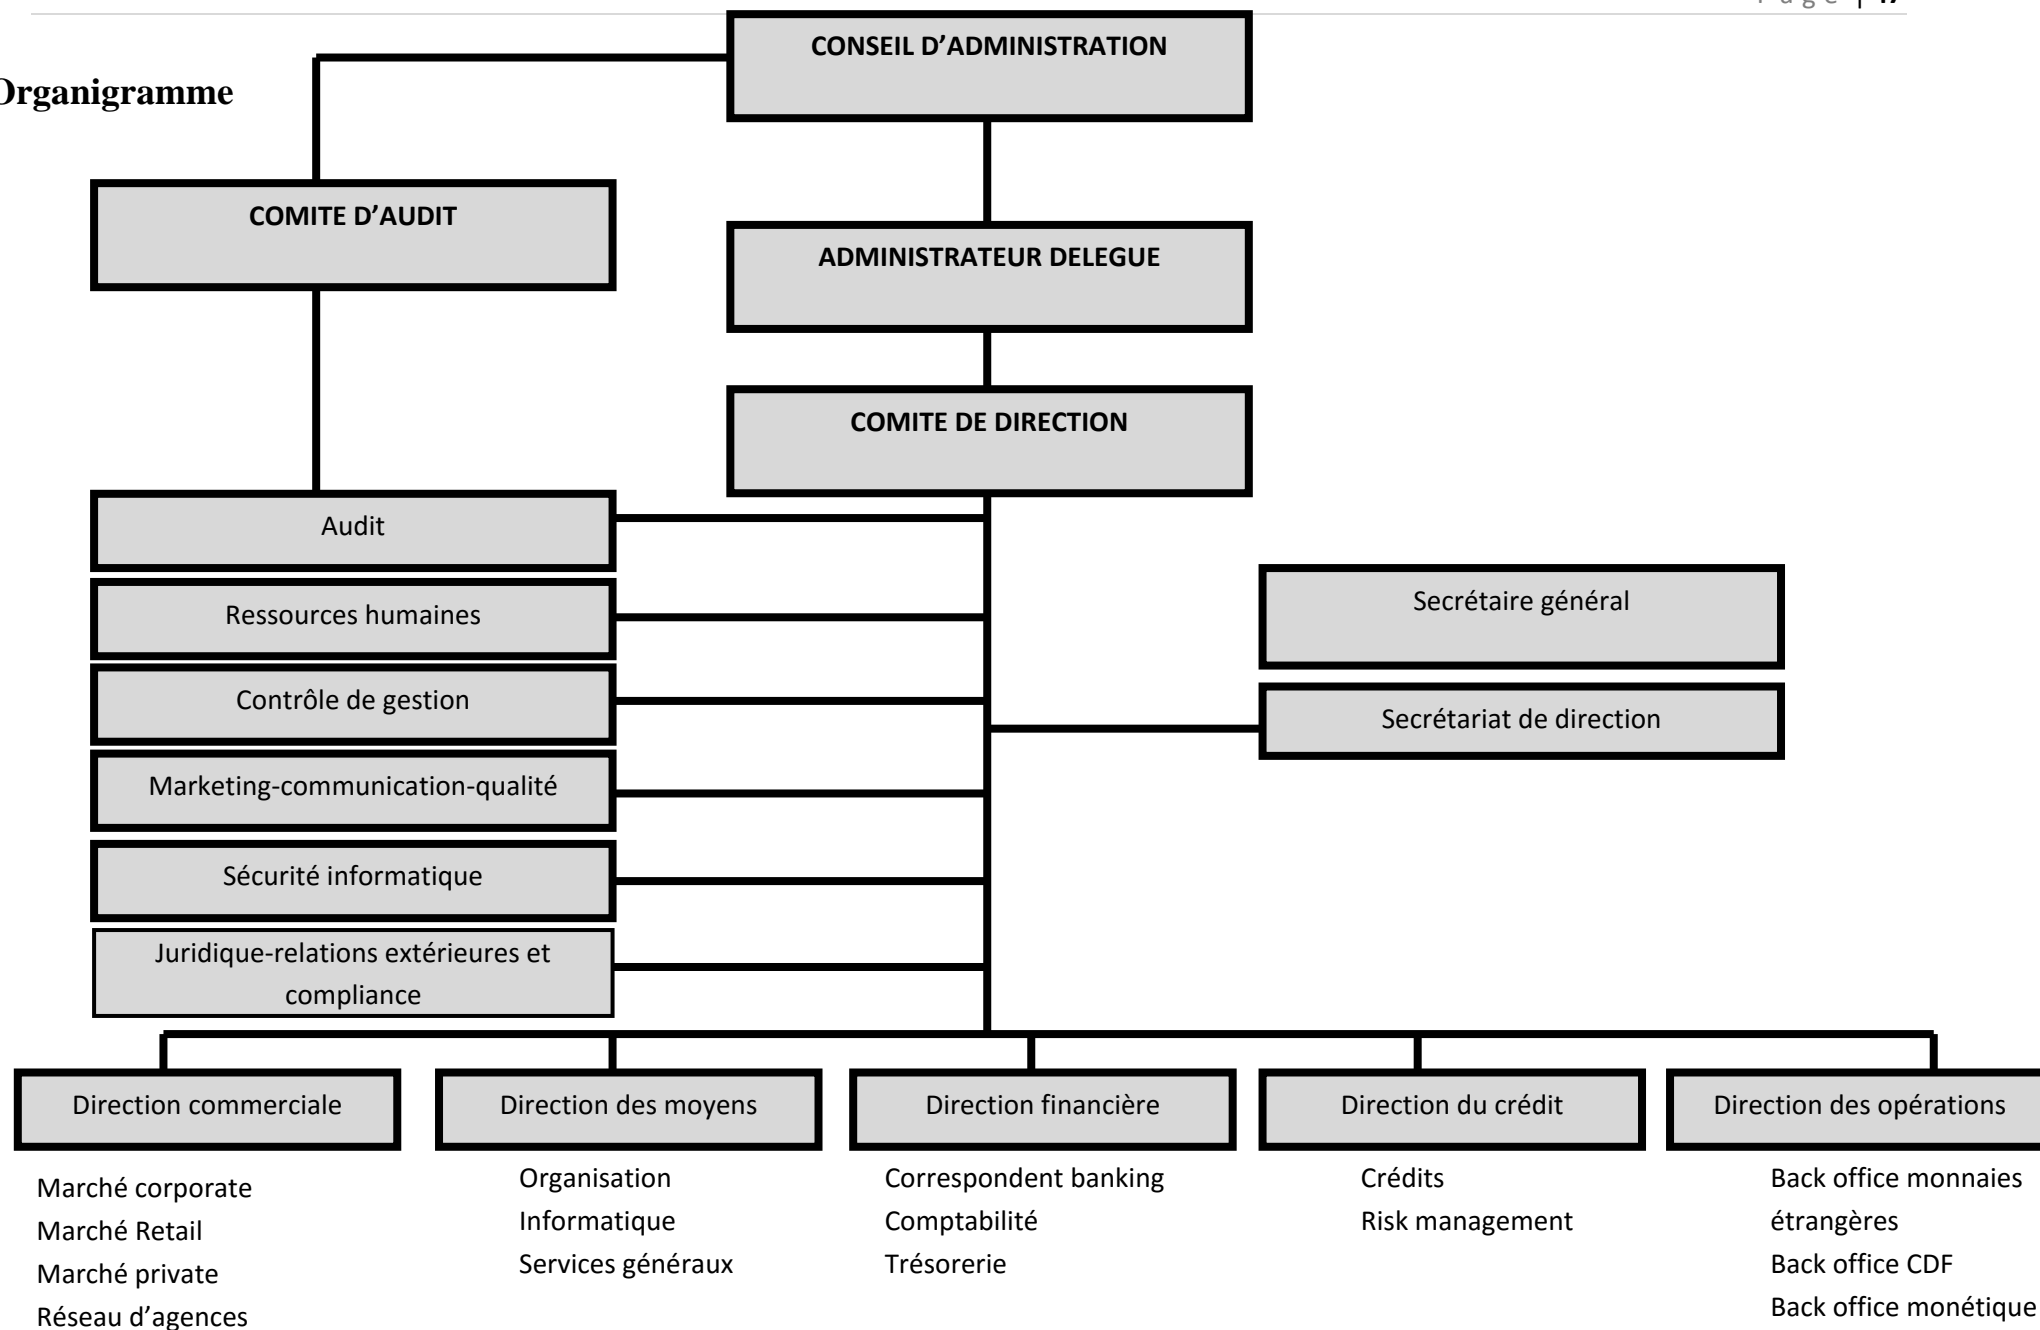 CONSEIL D’ADMINISTRATION
Organigramme
COMITE D’AUDIT
ADMINISTRATEUR DELEGUE
COMITE DE DIRECTION
Audit
Ressources humaines
Secrétaire général
Contrôle de gestion
Secrétariat de direction
Marketing-communication-qualité
Sécurité informatique
Juridique-relations extérieures et
compliance
Direction commerciale
Direction des moyens
Direction financière
Direction du crédit
Direction des opérations
Marché corporate
Marché Retail
Marché private
Réseau d’agences
Organisation
Informatique
Services généraux
Correspondent banking
Comptabilité
Trésorerie
Crédits
Risk management
Back office monnaies
étrangères
Back office CDF
Back office monétique